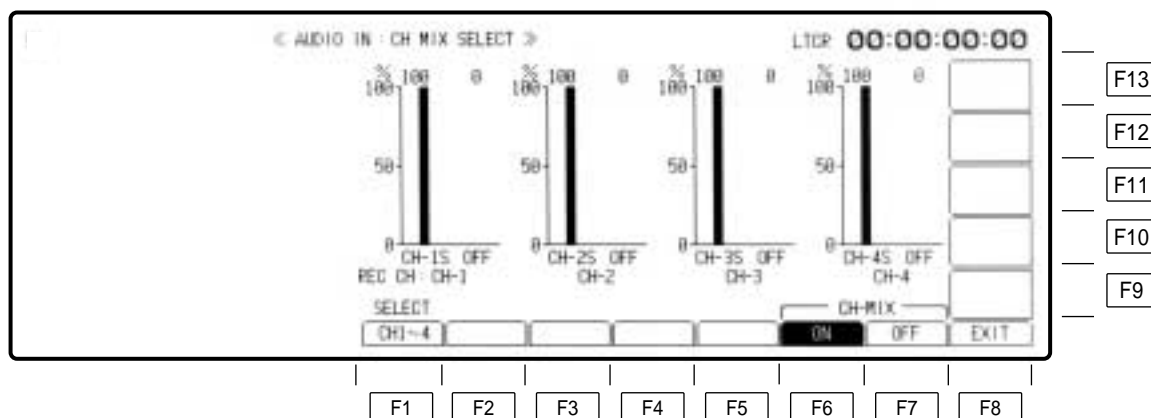 ≪ AUDIO IN : CH MIX SELECT ≫ LTCR 00:00:00:00
% 100 0 % 100 0 % 100 0 % 100 0
100 100 100 100
50 50 50 50
0 0 0 0
CH-1S OFF CH-2S OFF CH-3S OFF CH-4S OFF
REC CH : CH-1 CH-2 CH-3 CH-4
SELECT CH-MIX
CH1~4 ON OFF EXIT
F13
F12
F11
F10
F9
F1 F2 F3 F4 F5 F6 F7 F8